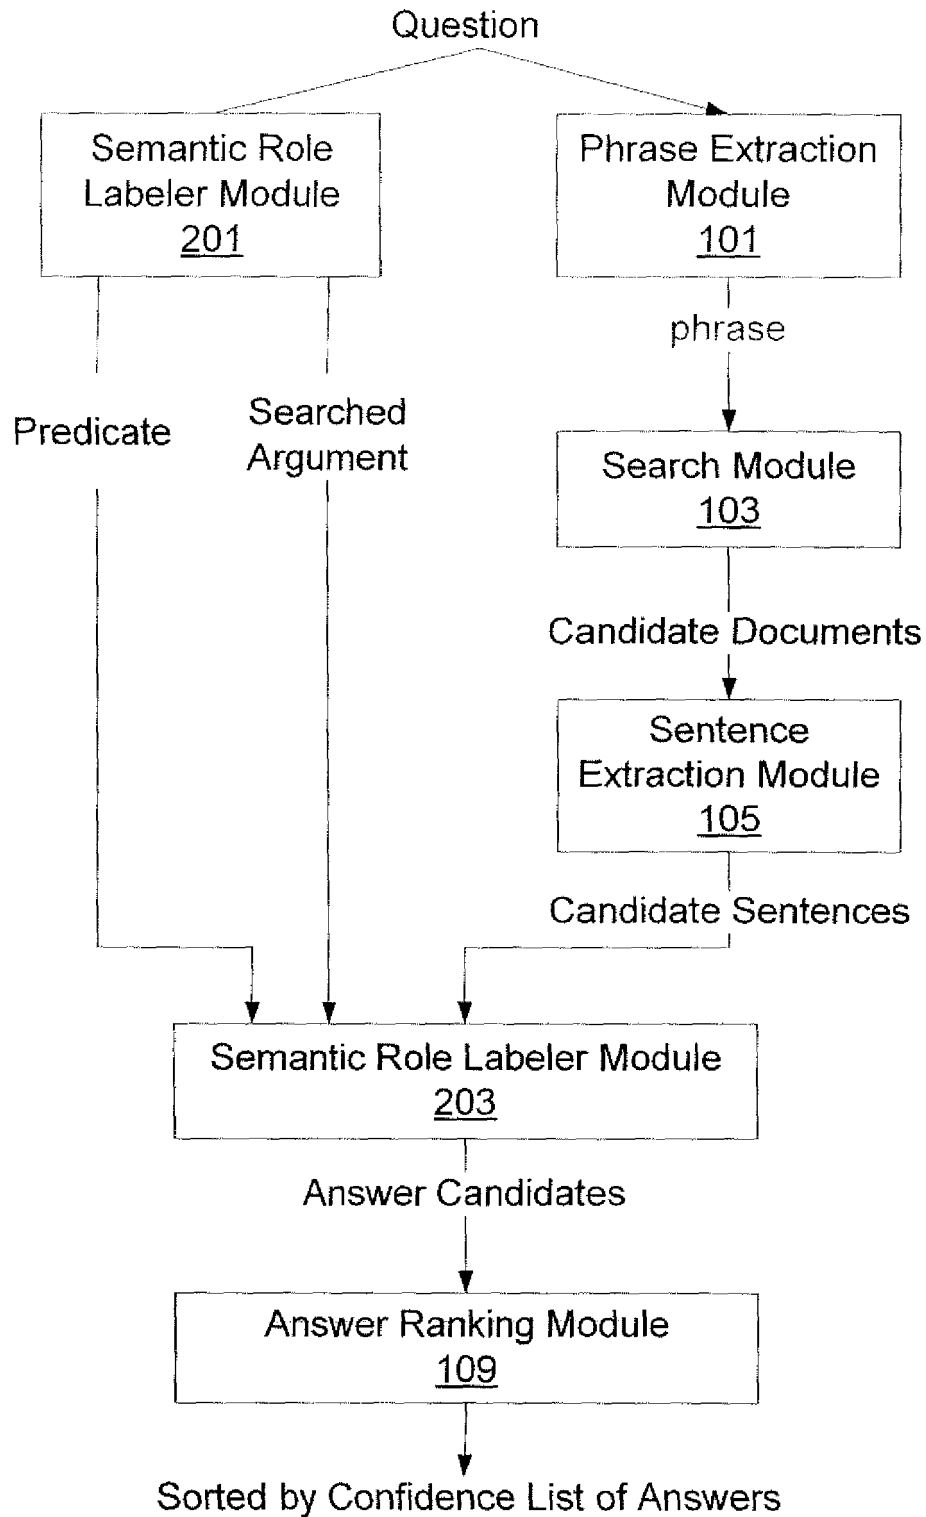 Question
Semantic Role
Labeler Module
201
Phrase Extraction
Module
101
phrase
Predicate
Searched
Argument
Search Module
103
Candidate Documents
Sentence
Extraction Module
105
Candidate Sentences
Semantic Role Labeler Module
203
Answer Candidates
Answer Ranking Module
109
Sorted by Confidence List of Answers